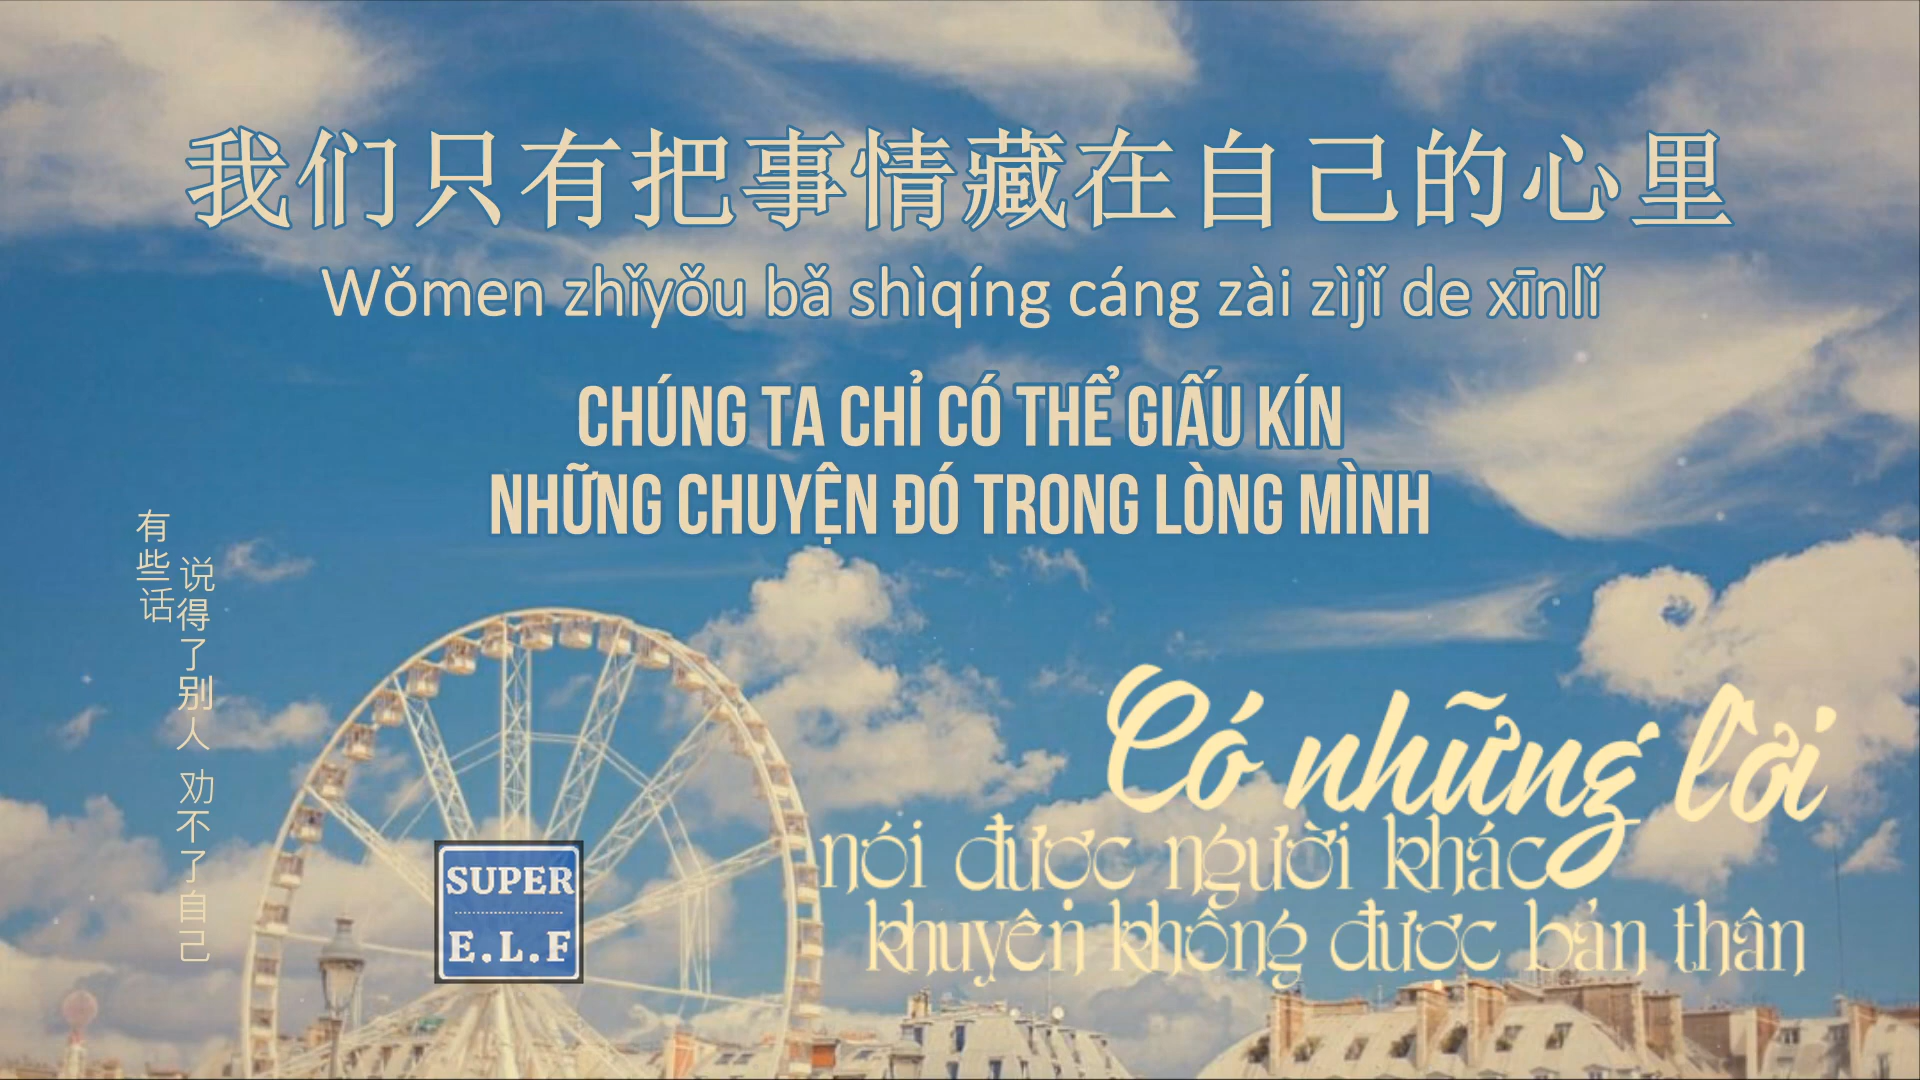 我们只有把事情藏在自己的心里
Wǒmen zhǐyǒu bǎ shìqíng cáng zài zìjǐ de xīnlǐ
CHÚNG TA CHỈ CÓ THỂ GIẤU KÍN
NHỮNG CHUYỆN ĐÓ TRONG LÒNG MÌNH
有些话
说得了别人 劝不了自己
Có những lời
nói được người khác
khuyên không được bản thân
SUPER
E.L.F